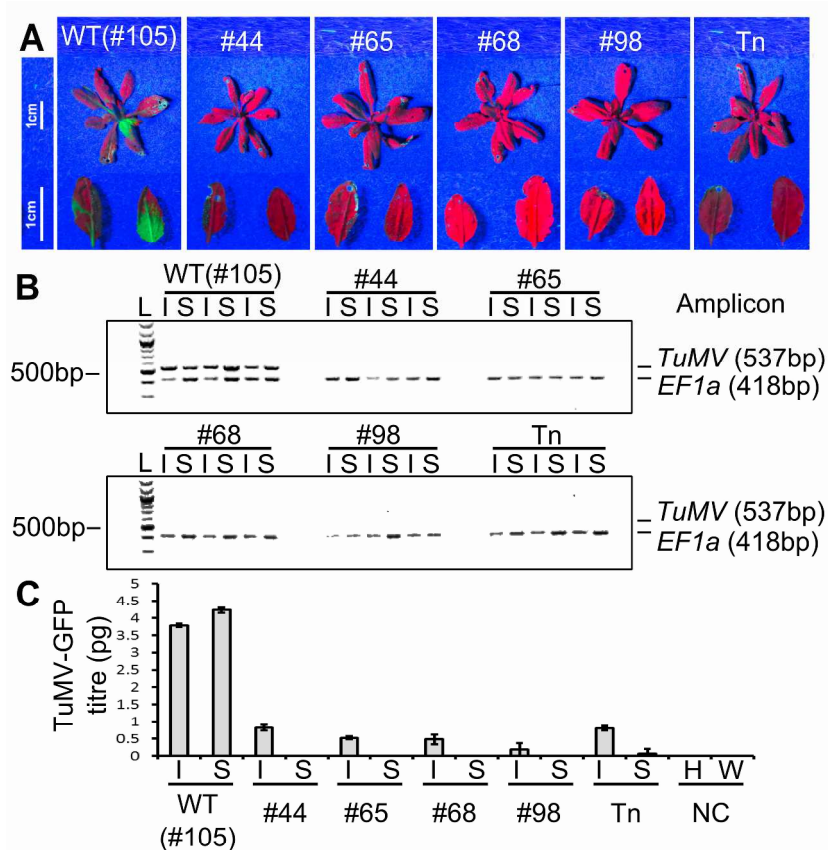 A
WT(#105) #44 #65 #68 #98 Tn
1cm
1cm
B
WT(#105) #44 #65
L I S I S I S I S I S I S I S I S I S Amplicon
500bp– TuMV (537bp)
EF1a (418bp)
#68 #98 Tn
L I S I S I S I S I S I S I S I S I S
500bp– TuMV (537bp)
EF1a (418bp)
C
TuMV-GFP
titre (pg)
5
4.5
4
3.5
3
2.5
2
1.5
1
0.5
0
I S I S I S I S I S I S H W
WT
(#105) #44 #65 #68 #98 Tn NC